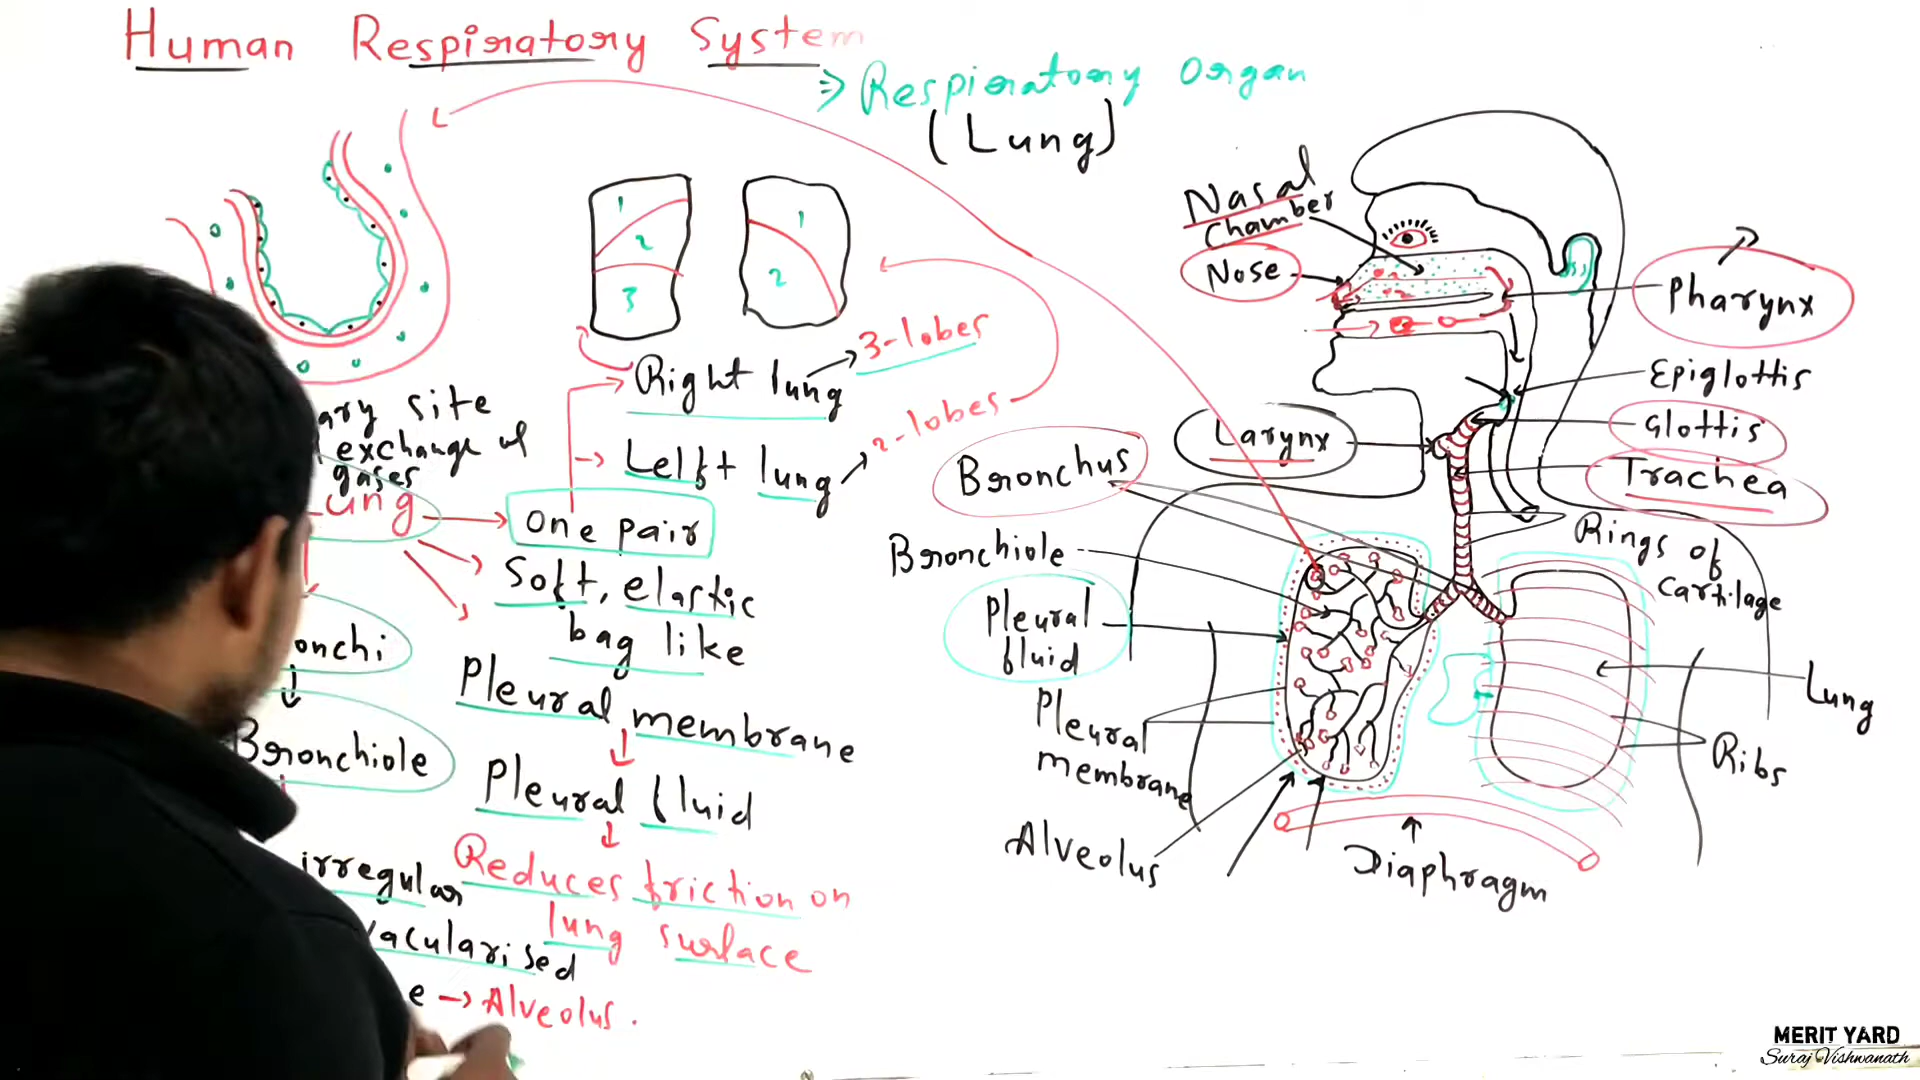 Human Respiratory System
⇒ Respiratory Organ
(Lung)
1
2
3
1
2
Right lung → 3-lobes
Lelft lung → 2-lobes
ary site
exchange of
gases
ung → One pair
Soft, elastic
bag like
Pleural membrane
Pleural fluid
Reduces friction on
lung surface
onchi
Bronchiole
irregular
vacularised
e → Alveolus.
Nasal
Chamber
Nose
Pharynx
Epiglottis
Glottis
Larynx
Trachea
Bronchus
Rings of
Cartilage
Bronchiole
Pleural
fluid
Pleural
membrane
Alveolus
Lung
Ribs
Diaphragm
MERIT YARD
Suraj Vishwanath